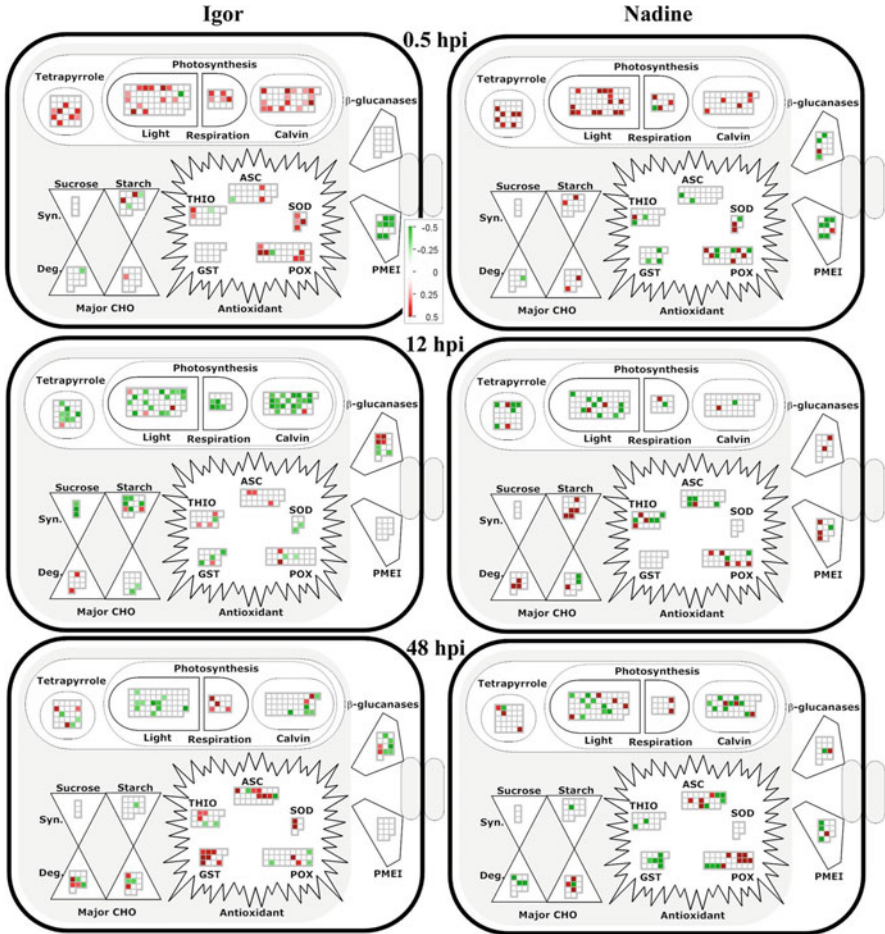 Igor Nadine
0.5 hpi
Photosynthesis
Tetrapyrrole
β-glucanases
Light Respiration Calvin
ASC
Sucrose Starch
THIO
SOD
Syn.
Deg.
GST POX
PMEI
Major CHO Antioxidant
-0.5
-0.25
0
0.25
0.5
Photosynthesis
Tetrapyrrole
β-glucanases
Light Respiration Calvin
ASC
Sucrose Starch
THIO
SOD
Syn.
Deg.
GST POX
PMEI
Major CHO Antioxidant
12 hpi
Photosynthesis
Tetrapyrrole
β-glucanases
Light Respiration Calvin
ASC
Sucrose Starch
THIO
SOD
Syn.
Deg.
GST POX
PMEI
Major CHO Antioxidant
Photosynthesis
Tetrapyrrole
β-glucanases
Light Respiration Calvin
ASC
Sucrose Starch
THIO
SOD
Syn.
Deg.
GST POX
PMEI
Major CHO Antioxidant
48 hpi
Photosynthesis
Tetrapyrrole
β-glucanases
Light Respiration Calvin
ASC
Sucrose Starch
THIO
SOD
Syn.
Deg.
GST POX
PMEI
Major CHO Antioxidant
Photosynthesis
Tetrapyrrole
β-glucanases
Light Respiration Calvin
ASC
Sucrose Starch
THIO
SOD
Syn.
Deg.
GST POX
PMEI
Major CHO Antioxidant